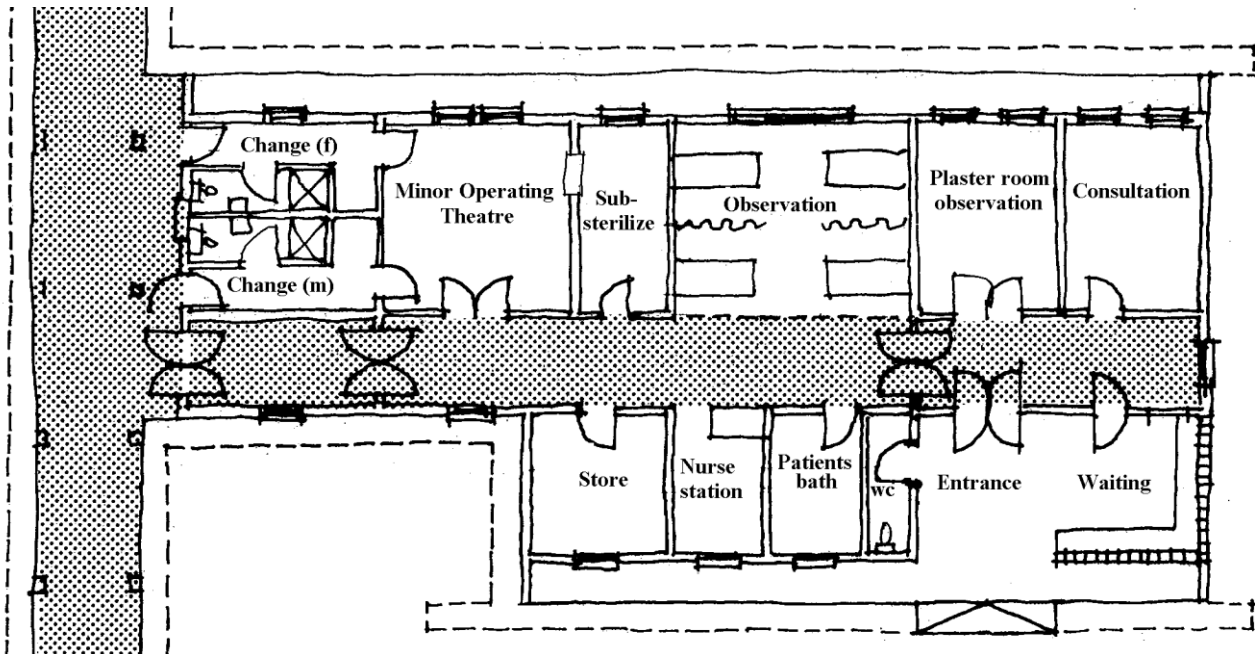 Change (f)
Minor Operating
Theatre
Sub-
sterilize
Observation
Plaster room
observation
Consultation
Change (m)
Store
Nurse
station
Patients
bath
wc
Entrance
Waiting